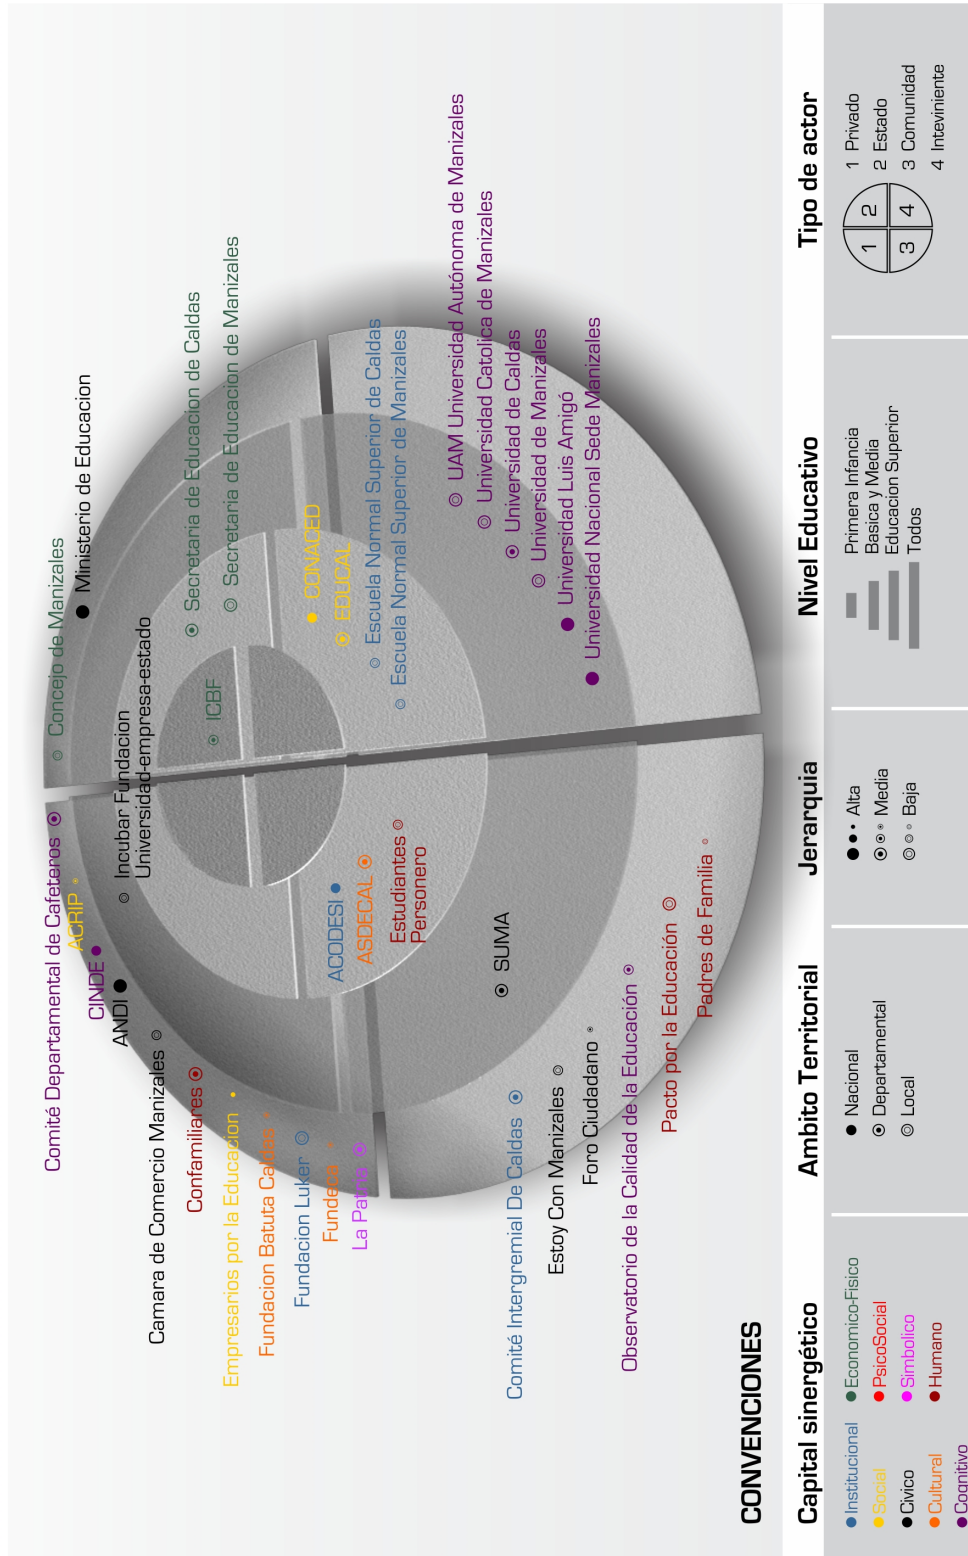 Comité Departamental de Cafeteros
ACRIP
CINDE
ANDI
Camara de Comercio Manizales
Confamiliares
Empresarios por la Educacion
Fundacion Batuta Caldas
Fundacion Luker
Fundeca
La Patria
Incubar Fundacion
Universidad-empresa-estado
Concejo de Manizales
Ministerio de Educacion
Secretaria de Educacion de Caldas
Secretaria de Educacion de Manizales
ICBF
CONACED
EDUCAL
Escuela Normal Superior de Caldas
Escuela Normal Superior de Manizales
UAM Universidad Autónoma de Manizales
Universidad Catolica de Manizales
Universidad de Caldas
Universidad de Manizales
Universidad Luis Amigó
Universidad Nacional Sede Manizales
ACODESI
ASDECAL
Estudiantes
Personero
SUMA
Comité Intergremial De Caldas
Estoy Con Manizales
Foro Ciudadano
Observatorio de la Calidad de la Educación
Pacto por la Educación
Padres de Familia
CONVENCIONES
Capital sinergético
Institucional
Social
Civico
Cultural
Cognitivo
Economico-Fisico
PsicoSocial
Simbolico
Humano
Ambito Territorial
Nacional
Departamental
Local
Jerarquia
Alta
Media
Baja
Nivel Educativo
Primera Infancia
Basica y Media
Educacion Superior
Todos
Tipo de actor
1 2
3 4
1 Privado
2 Estado
3 Comunidad
4 Inteviniente